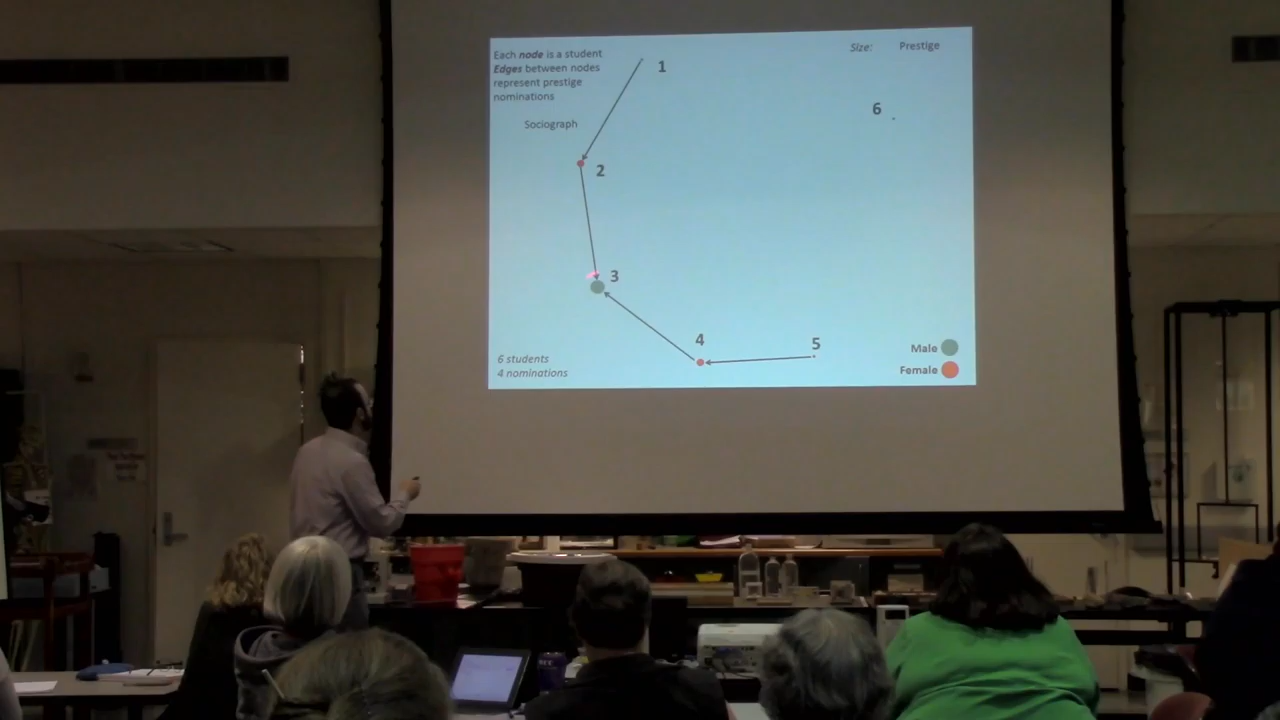 Each node is a student
Edges between nodes
represent prestige
nominations
Size: Prestige
1
6
Sociograph
2
3
4
5
6 students
4 nominations
Male
Female